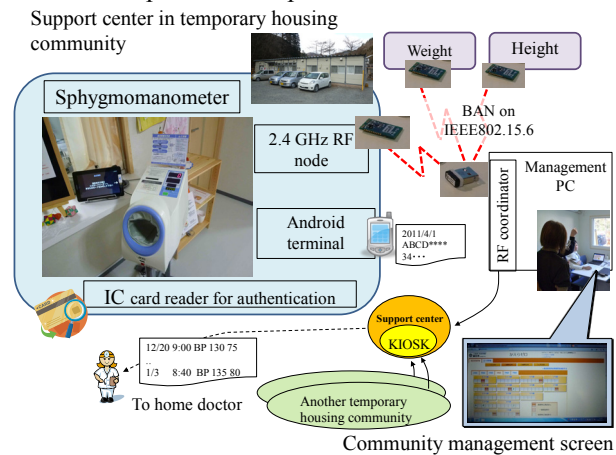 Support center in temporary housing
community
Weight
Height
Sphygmomanometer
BAN on
IEEE802.15.6
2.4 GHz RF
node
Management
PC
RF coordinator
Android
terminal
2011/4/1
ABCD****
34・・・
IC card reader for authentication
Support center
KIOSK
12/20 9:00 BP 130 75
..
1/3 8:40 BP 135 80
To home doctor
Another temporary
housing community
Community management screen